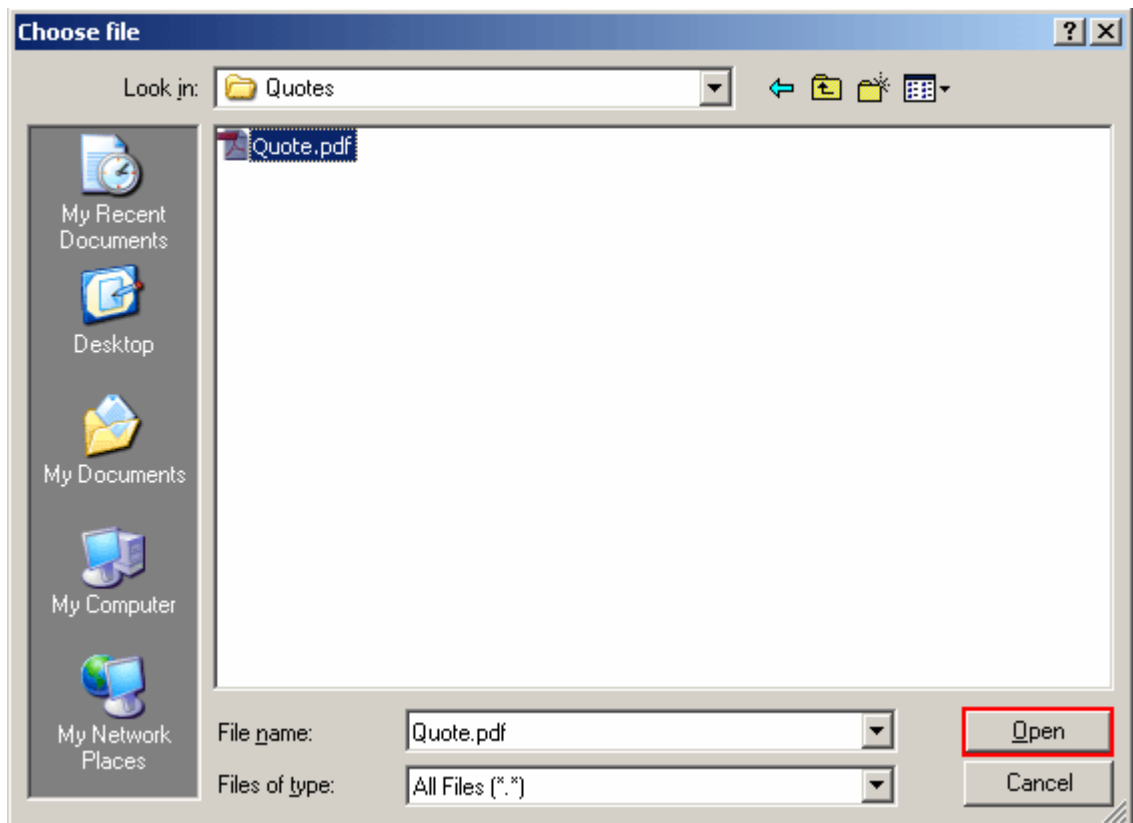 Choose file
Look in:
Quotes
Quote.pdf
My Recent
Documents
Desktop
My Documents
My Computer
My Network
Places
File name:
Quote.pdf
Open
Files of type:
All Files (*.*)
Cancel